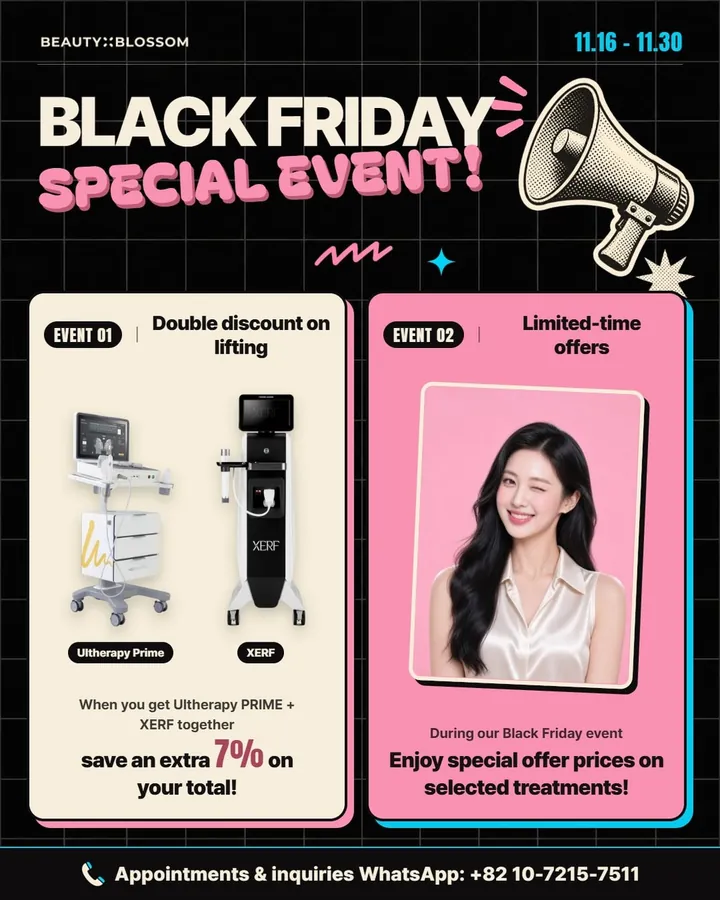 BEAUTY⁙BLOSSOM
11.16 - 11.30
BLACK FRIDAY
SPECIAL EVENT!
EVENT 01
Double discount on
lifting
XERF
Ultherapy Prime
XERF
When you get Ultherapy PRIME +
XERF together
save an extra 7% on
your total!
EVENT 02
Limited-time
offers
During our Black Friday event
Enjoy special offer prices on
selected treatments!
Appointments & inquiries WhatsApp: +82 10-7215-7511